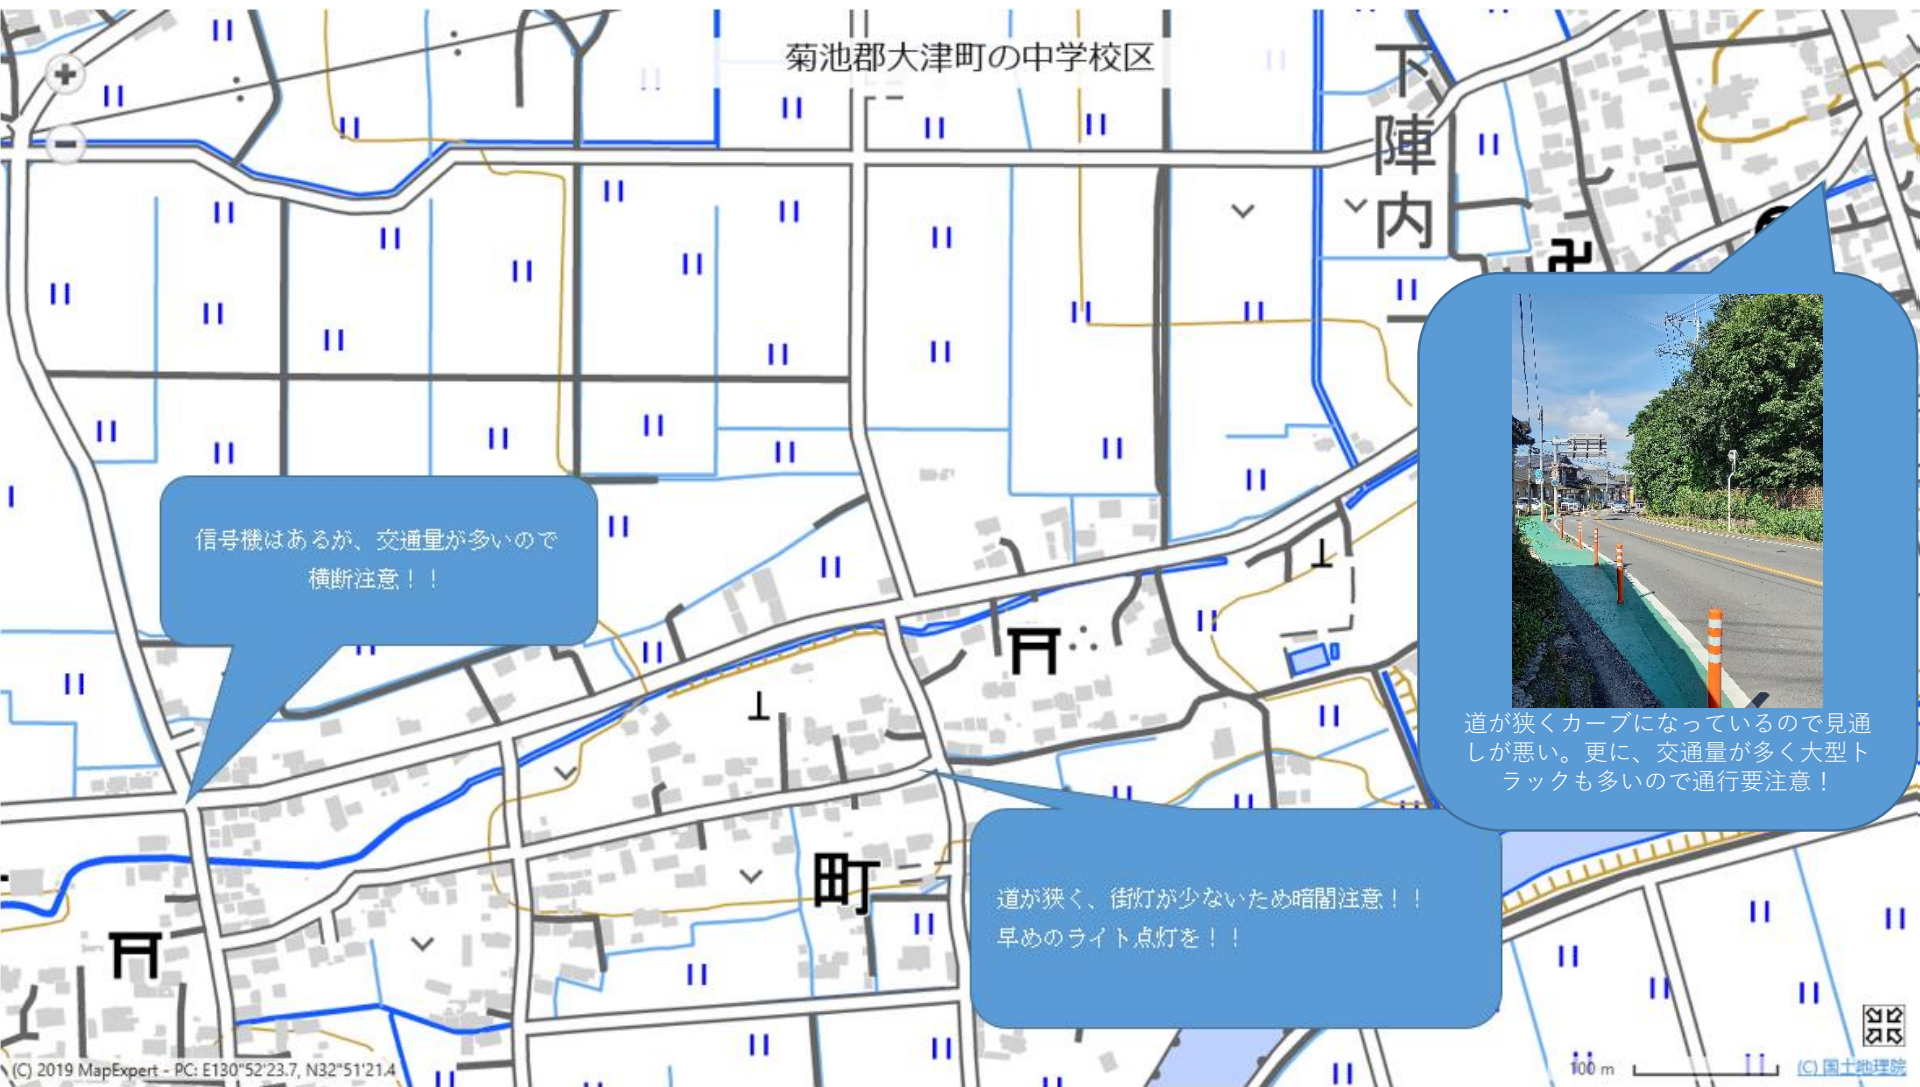 菊池郡大津町の中学校区
下陣内
信号機はあるが、交通量が多いので
横断注意！！
道が狭くカーブになっているので見通
しが悪い。更に、交通量が多く大型ト
ラックも多いので通行要注意！
町
道が狭く、街灯が少ないため暗闇注意！！
早めのライト点灯を！！
(C) 2019 MapExpert - PC: E130°52'23.7, N32°51'21.4
100 m
(C) 国土地理院